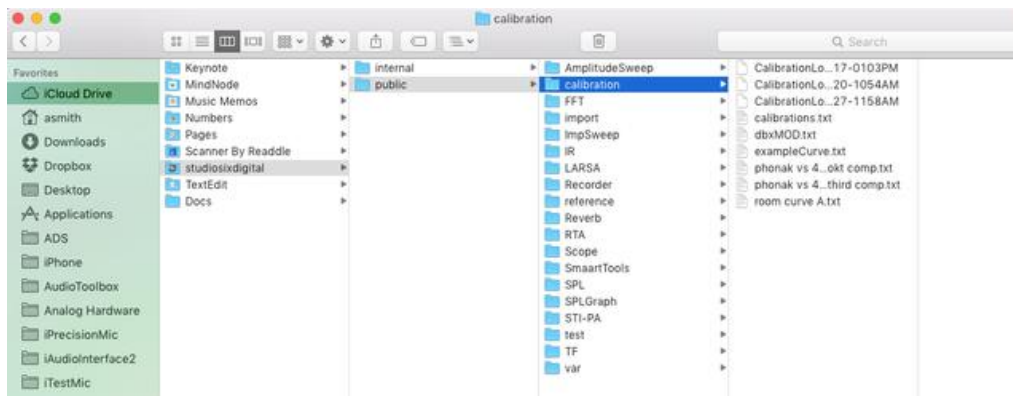 calibration
Search
Favorites
iCloud Drive
asmith
Downloads
Dropbox
Desktop
Applications
ADS
iPhone
AudioToolbox
Analog Hardware
iPrecisionMic
iAudioInterface2
iTestMic
Keynote
MindNode
Music Memos
Numbers
Pages
Scanner By Readdle
studiosixdigital
TextEdit
Docs
internal
public
AmplitudeSweep
calibration
FFT
import
ImpSweep
IR
LARSA
Recorder
reference
Reverb
RTA
Scope
SmaartTools
SPL
SPLGraph
STI-PA
test
TF
var
CalibrationLo...17-0103PM
CalibrationLo...20-1054AM
CalibrationLo...27-1158AM
calibrations.txt
dbxMOD.txt
exampleCurve.txt
phonak vs 4...okt comp.txt
phonak vs 4...third comp.txt
room curve A.txt